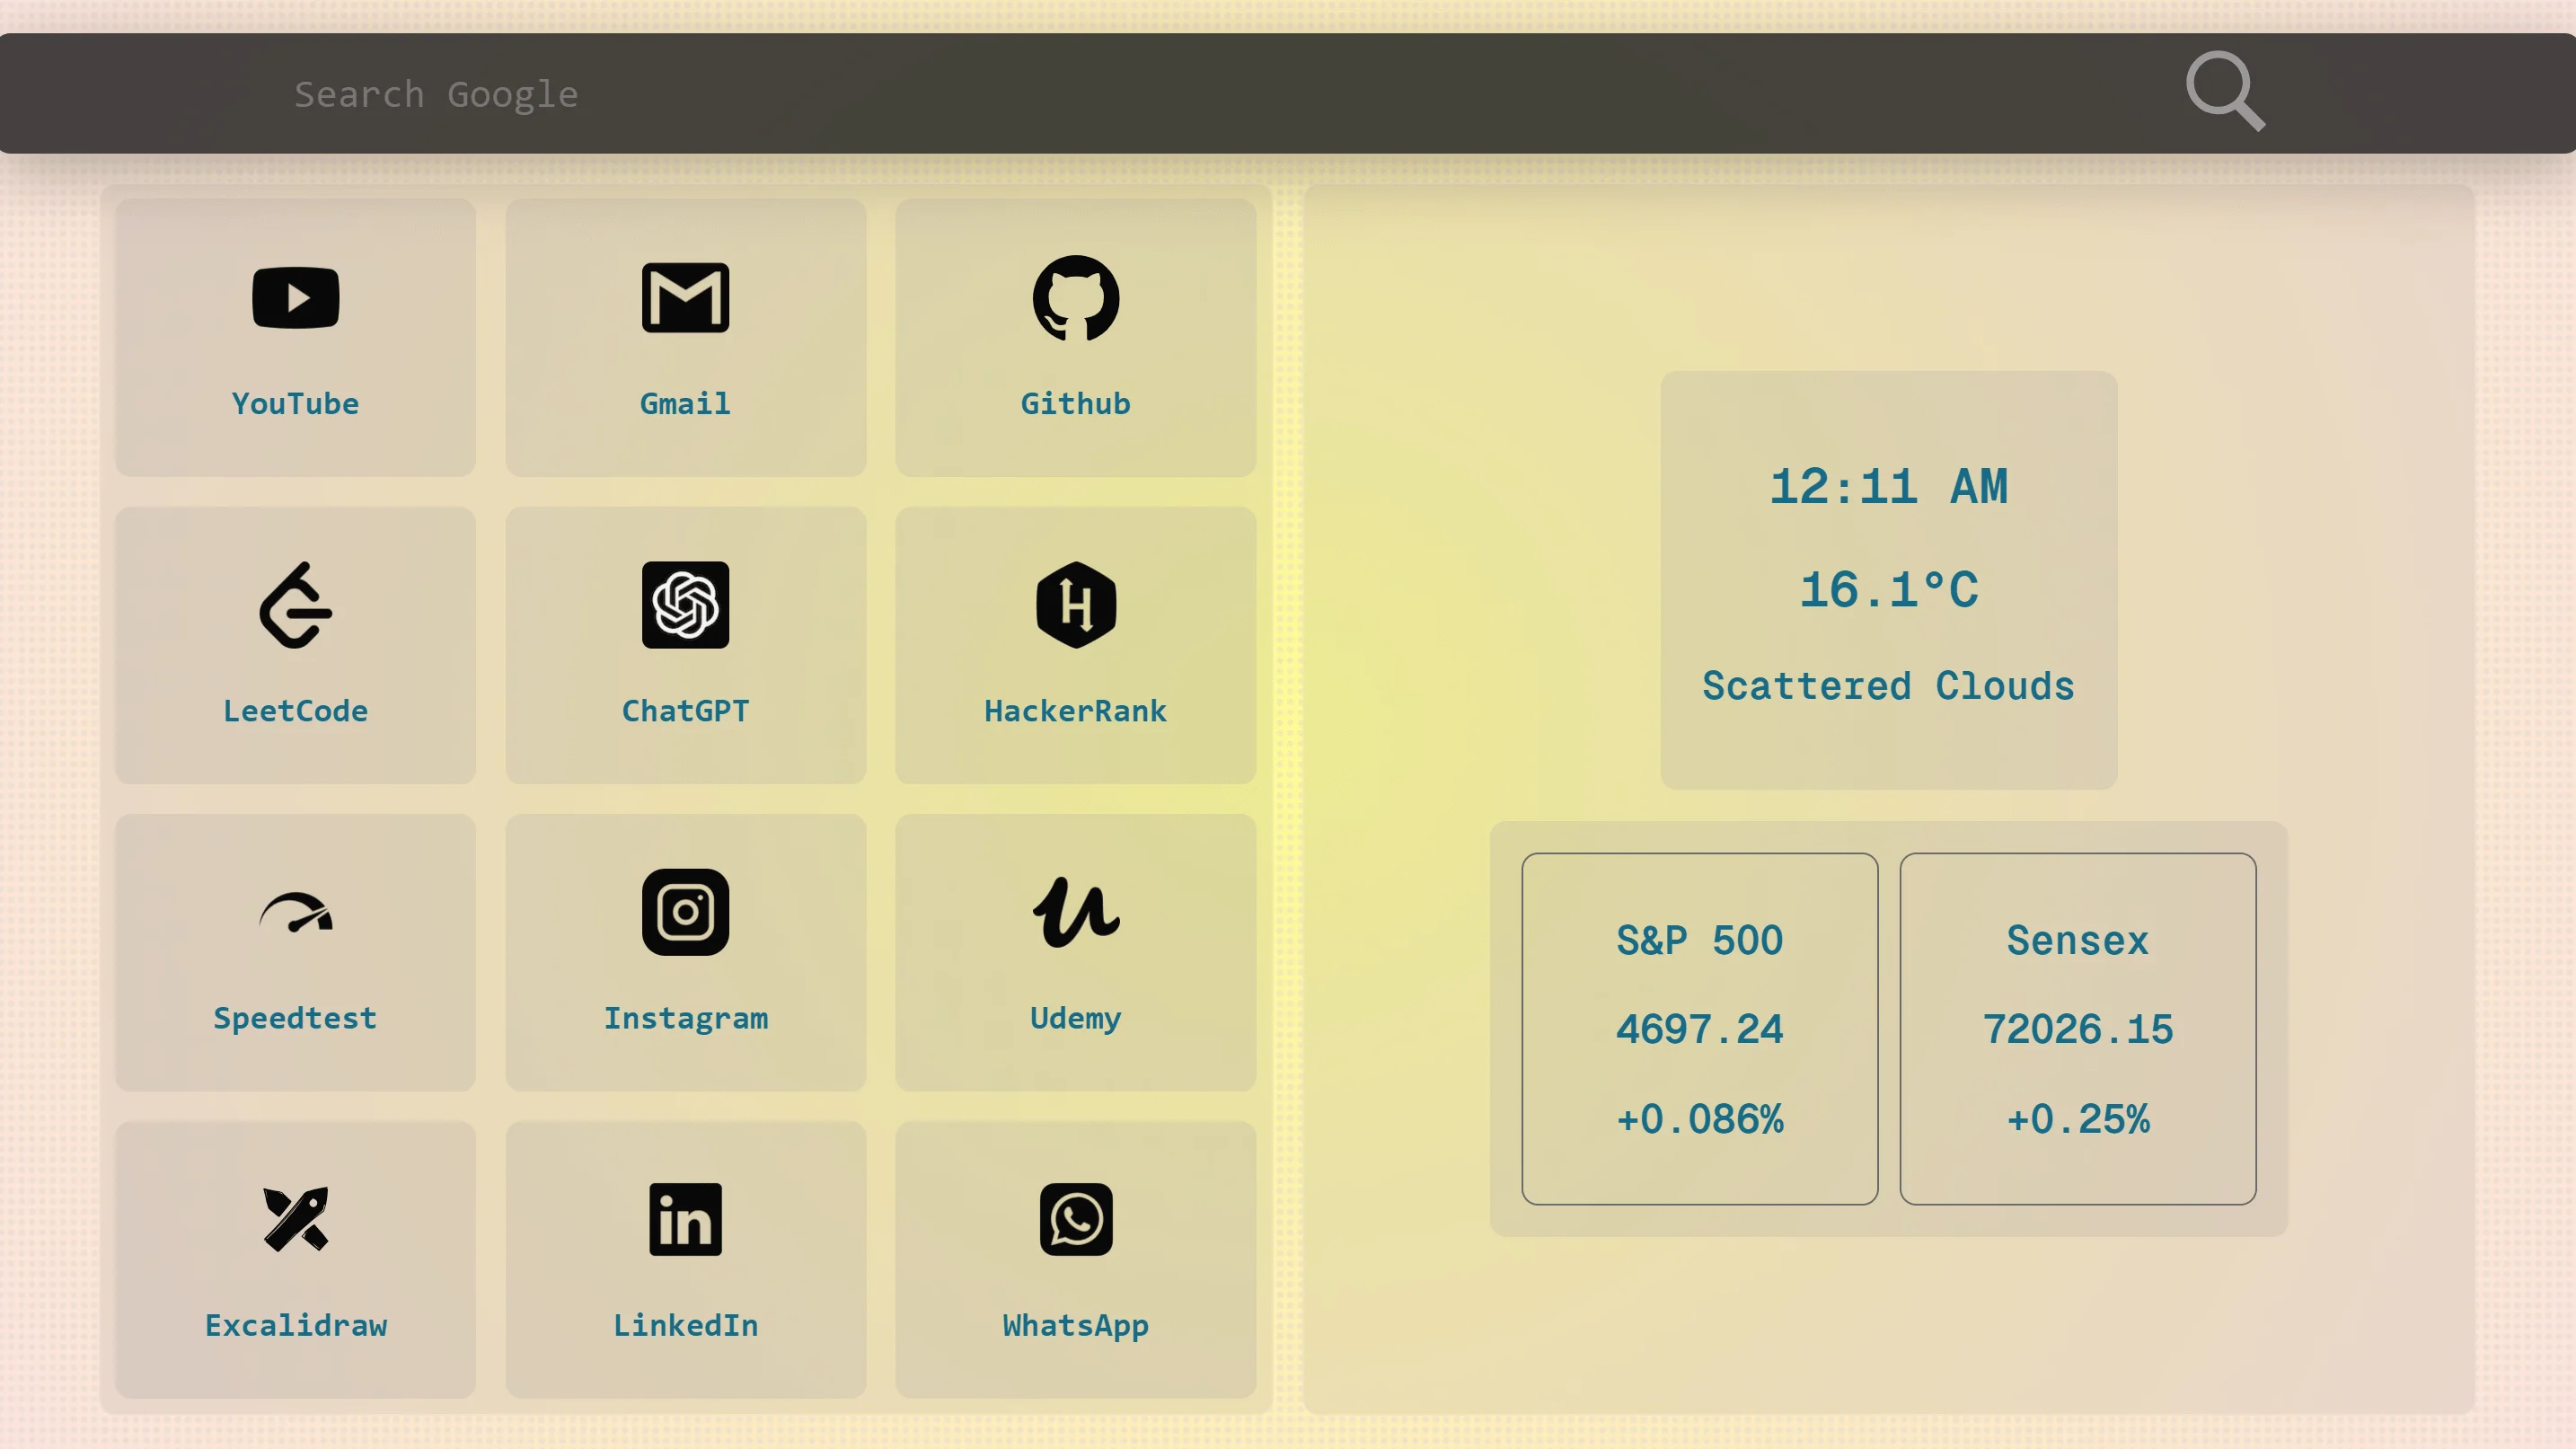 Search Google
YouTube
Gmail
Github
LeetCode
ChatGPT
HackerRank
Speedtest
Instagram
Udemy
Excalidraw
LinkedIn
WhatsApp
12:11 AM
16.1°C
Scattered Clouds
S&P 500
4697.24
+0.086%
Sensex
72026.15
+0.25%